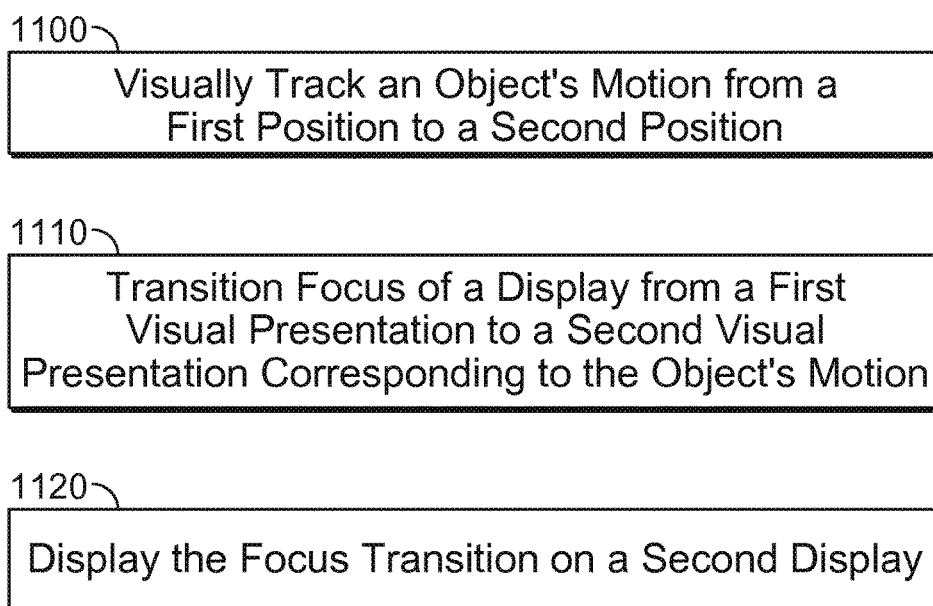 1100
Visually Track an Object's Motion from a
First Position to a Second Position
1110
Transition Focus of a Display from a First
Visual Presentation to a Second Visual
Presentation Corresponding to the Object's Motion
1120
Display the Focus Transition on a Second Display